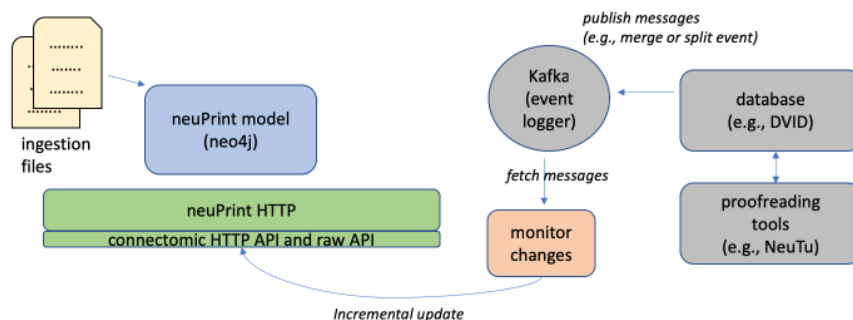 publish messages
(e.g., merge or split event)
ingestion
files
neuPrint model
(neo4j)
Kafka
(event
logger)
database
(e.g., DVID)
fetch messages
neuPrint HTTP
connectomic HTTP API and raw API
monitor
changes
proofreading
tools
(e.g., NeuTu)
Incremental update